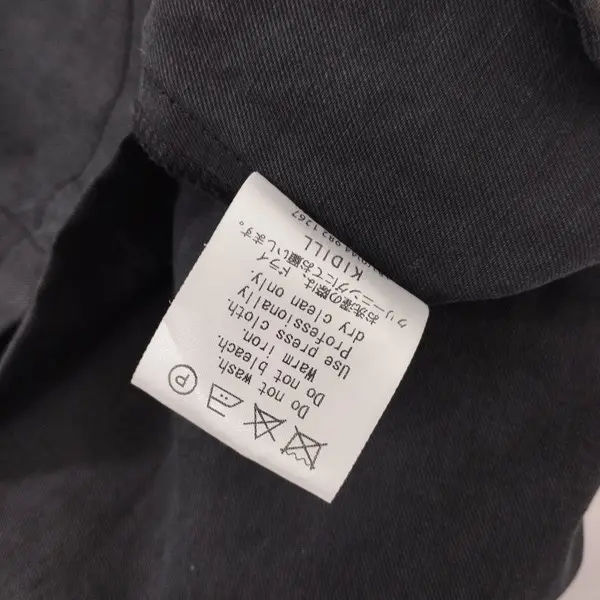 Do not wash.
Do not bleach.
Warm iron.
Use press cloth.
Professionally
dry clean only.
お洗濯の際は、ドライ
クリーニングにてお願いします。
KIDILL
982 1267